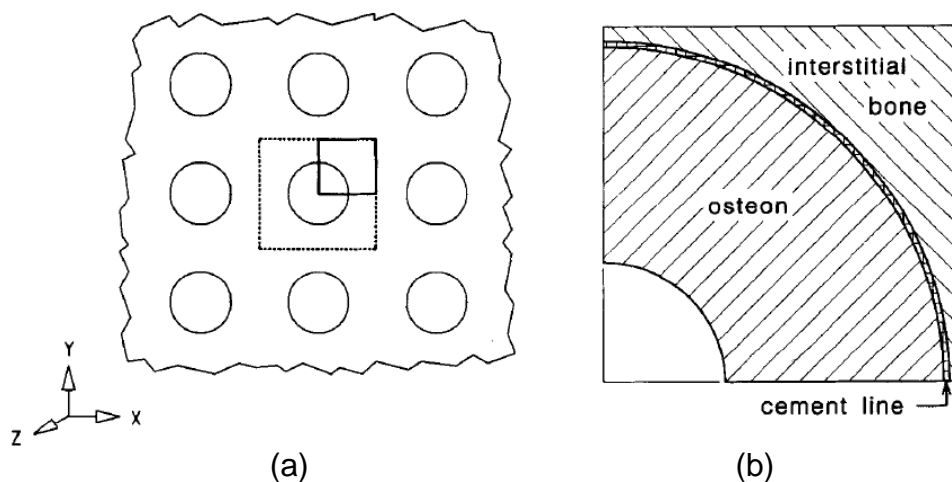 Y
X
Z
(a)
interstitial
bone
osteon
cement line
(b)